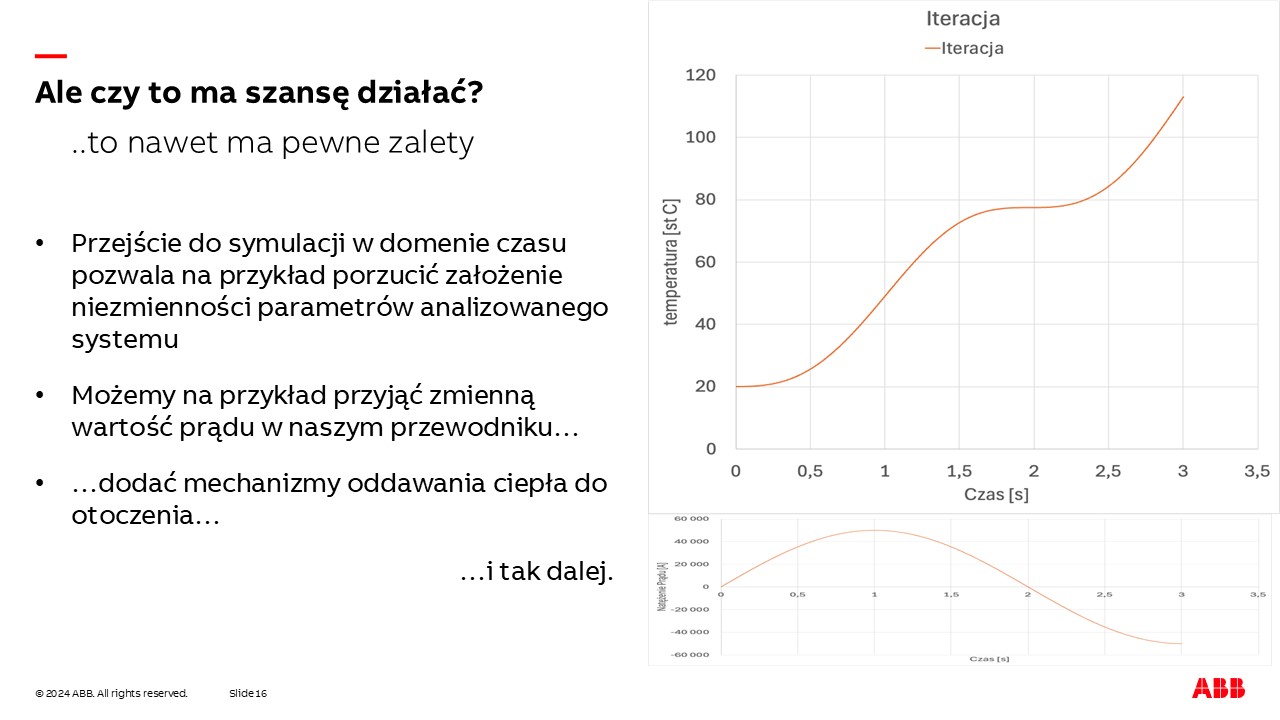 Ale czy to ma szansę działać?
..to nawet ma pewne zalety
• Przejście do symulacji w domenie czasu
pozwala na przykład porzucić założenie
niezmienności parametrów analizowanego
systemu
• Możemy na przykład przyjąć zmienną
wartość prądu w naszym przewodniku…
• …dodać mechanizmy oddawania ciepła do
otoczenia…
…i tak dalej.
Iteracja
Iteracja
temperatura [st C]
120
100
80
60
40
20
0
0 0,5 1 1,5 2 2,5 3 3,5
Czas [s]
Natężenie Prądu [A]
60 000
40 000
20 000
0
-20 000
-40 000
-60 000
0 0,5 1 1,5 2 2,5 3 3,5
Czas [s]
© 2024 ABB. All rights reserved. Slide 16
ABB